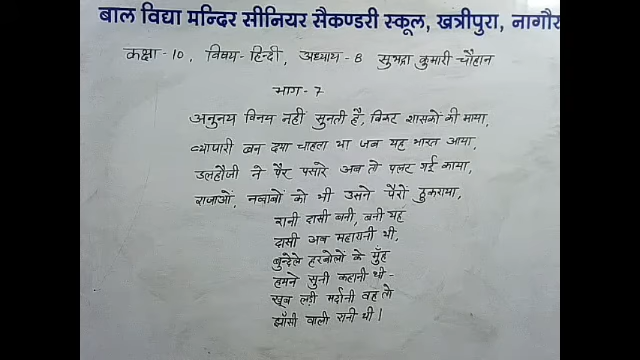 बाल विद्या मन्दिर सीनियर सैकण्डरी स्कूल, खत्रीपुरा, नागौर
कक्षा - 10, विषय - हिन्दी, अध्याय - 8 सुभद्रा कुमारी चौहान
भाग - 7
अनुनय विनय नहीं सुनती है, विकट शासकों की माया,
व्यापारी बन दया चाहता था जब यह भारत आया,
डलहौजी ने पैर पसारे अब तो पलट गई काया,
राजाओं, नवाबों को भी उसने पैरों ठुकराया,
रानी दासी बनी, बनी यह
दासी अब महारानी थी,
बुन्देले हरबोलों के मुँह
हमने सुनी कहानी थी -
खूब लड़ी मर्दानी वह तो
झाँसी वाली रानी थी।